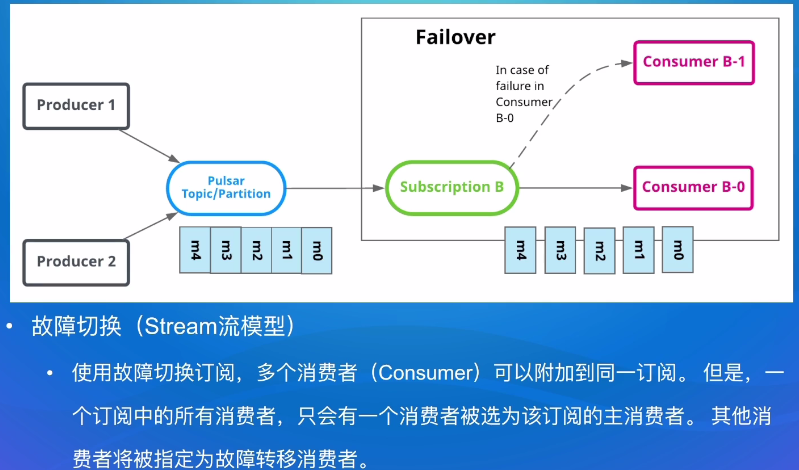 Failover
Consumer B-1
In case of
failure in
Consumer
B-0
Producer 1
Pulsar
Topic/Partition
Subscription B
Consumer B-0
Producer 2
m4 m3 m2 m1 m0
m4 m3 m2 m1 m0
• 故障切换（Stream流模型）
• 使用故障切换订阅，多个消费者（Consumer）可以附加到同一订阅。 但是，一
个订阅中的所有消费者，只会有一个消费者被选为该订阅的主消费者。 其他消
费者将被指定为故障转移消费者。